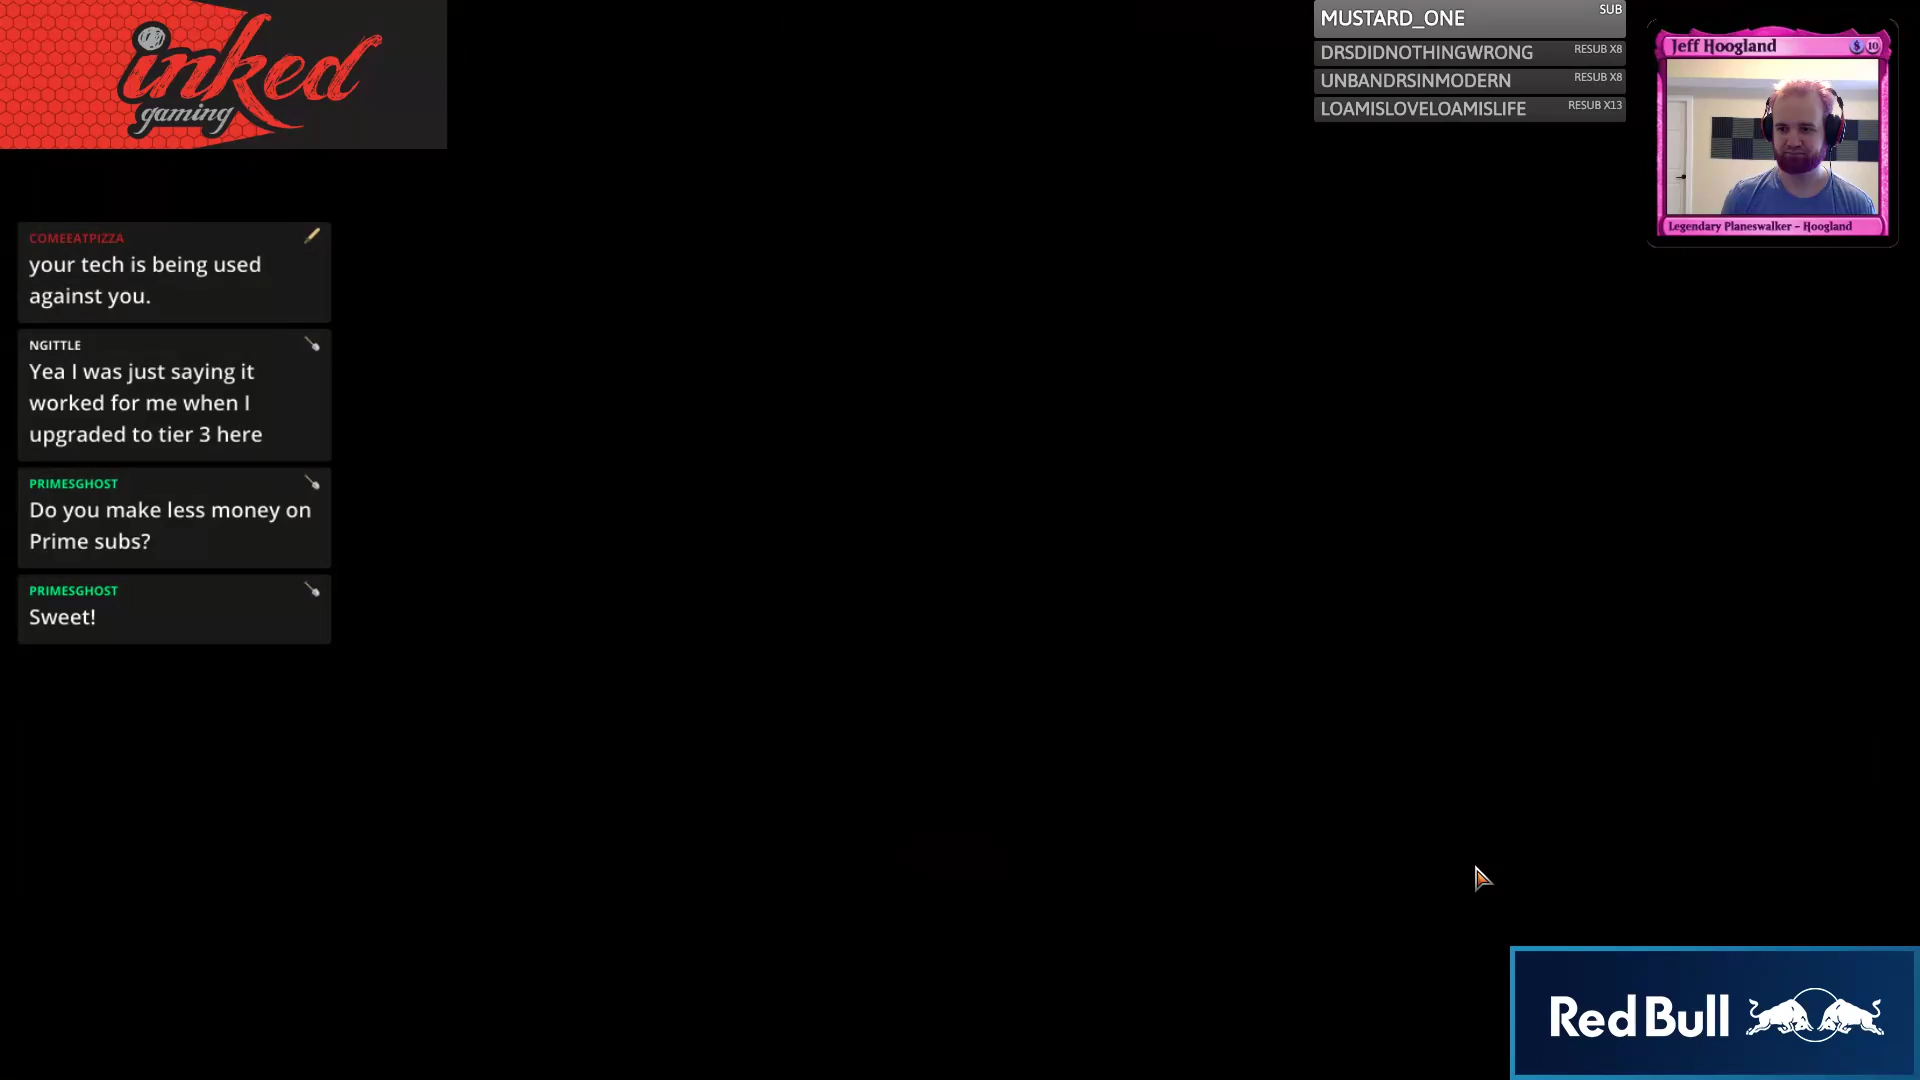 inked
gaming
MUSTARD_ONE SUB
DRSDIDNOTHINGWRONG RESUB X8
UNBANDRSINMODERN RESUB X8
LOAMISLOVELOAMISLIFE RESUB X13
Jeff Hoogland 10
Legendary Planeswalker - Hoogland
COMEEATPIZZA
your tech is being used
against you.
NGITTLE
Yea I was just saying it
worked for me when I
upgraded to tier 3 here
PRIMESGHOST
Do you make less money on
Prime subs?
PRIMESGHOST
Sweet!
Red Bull